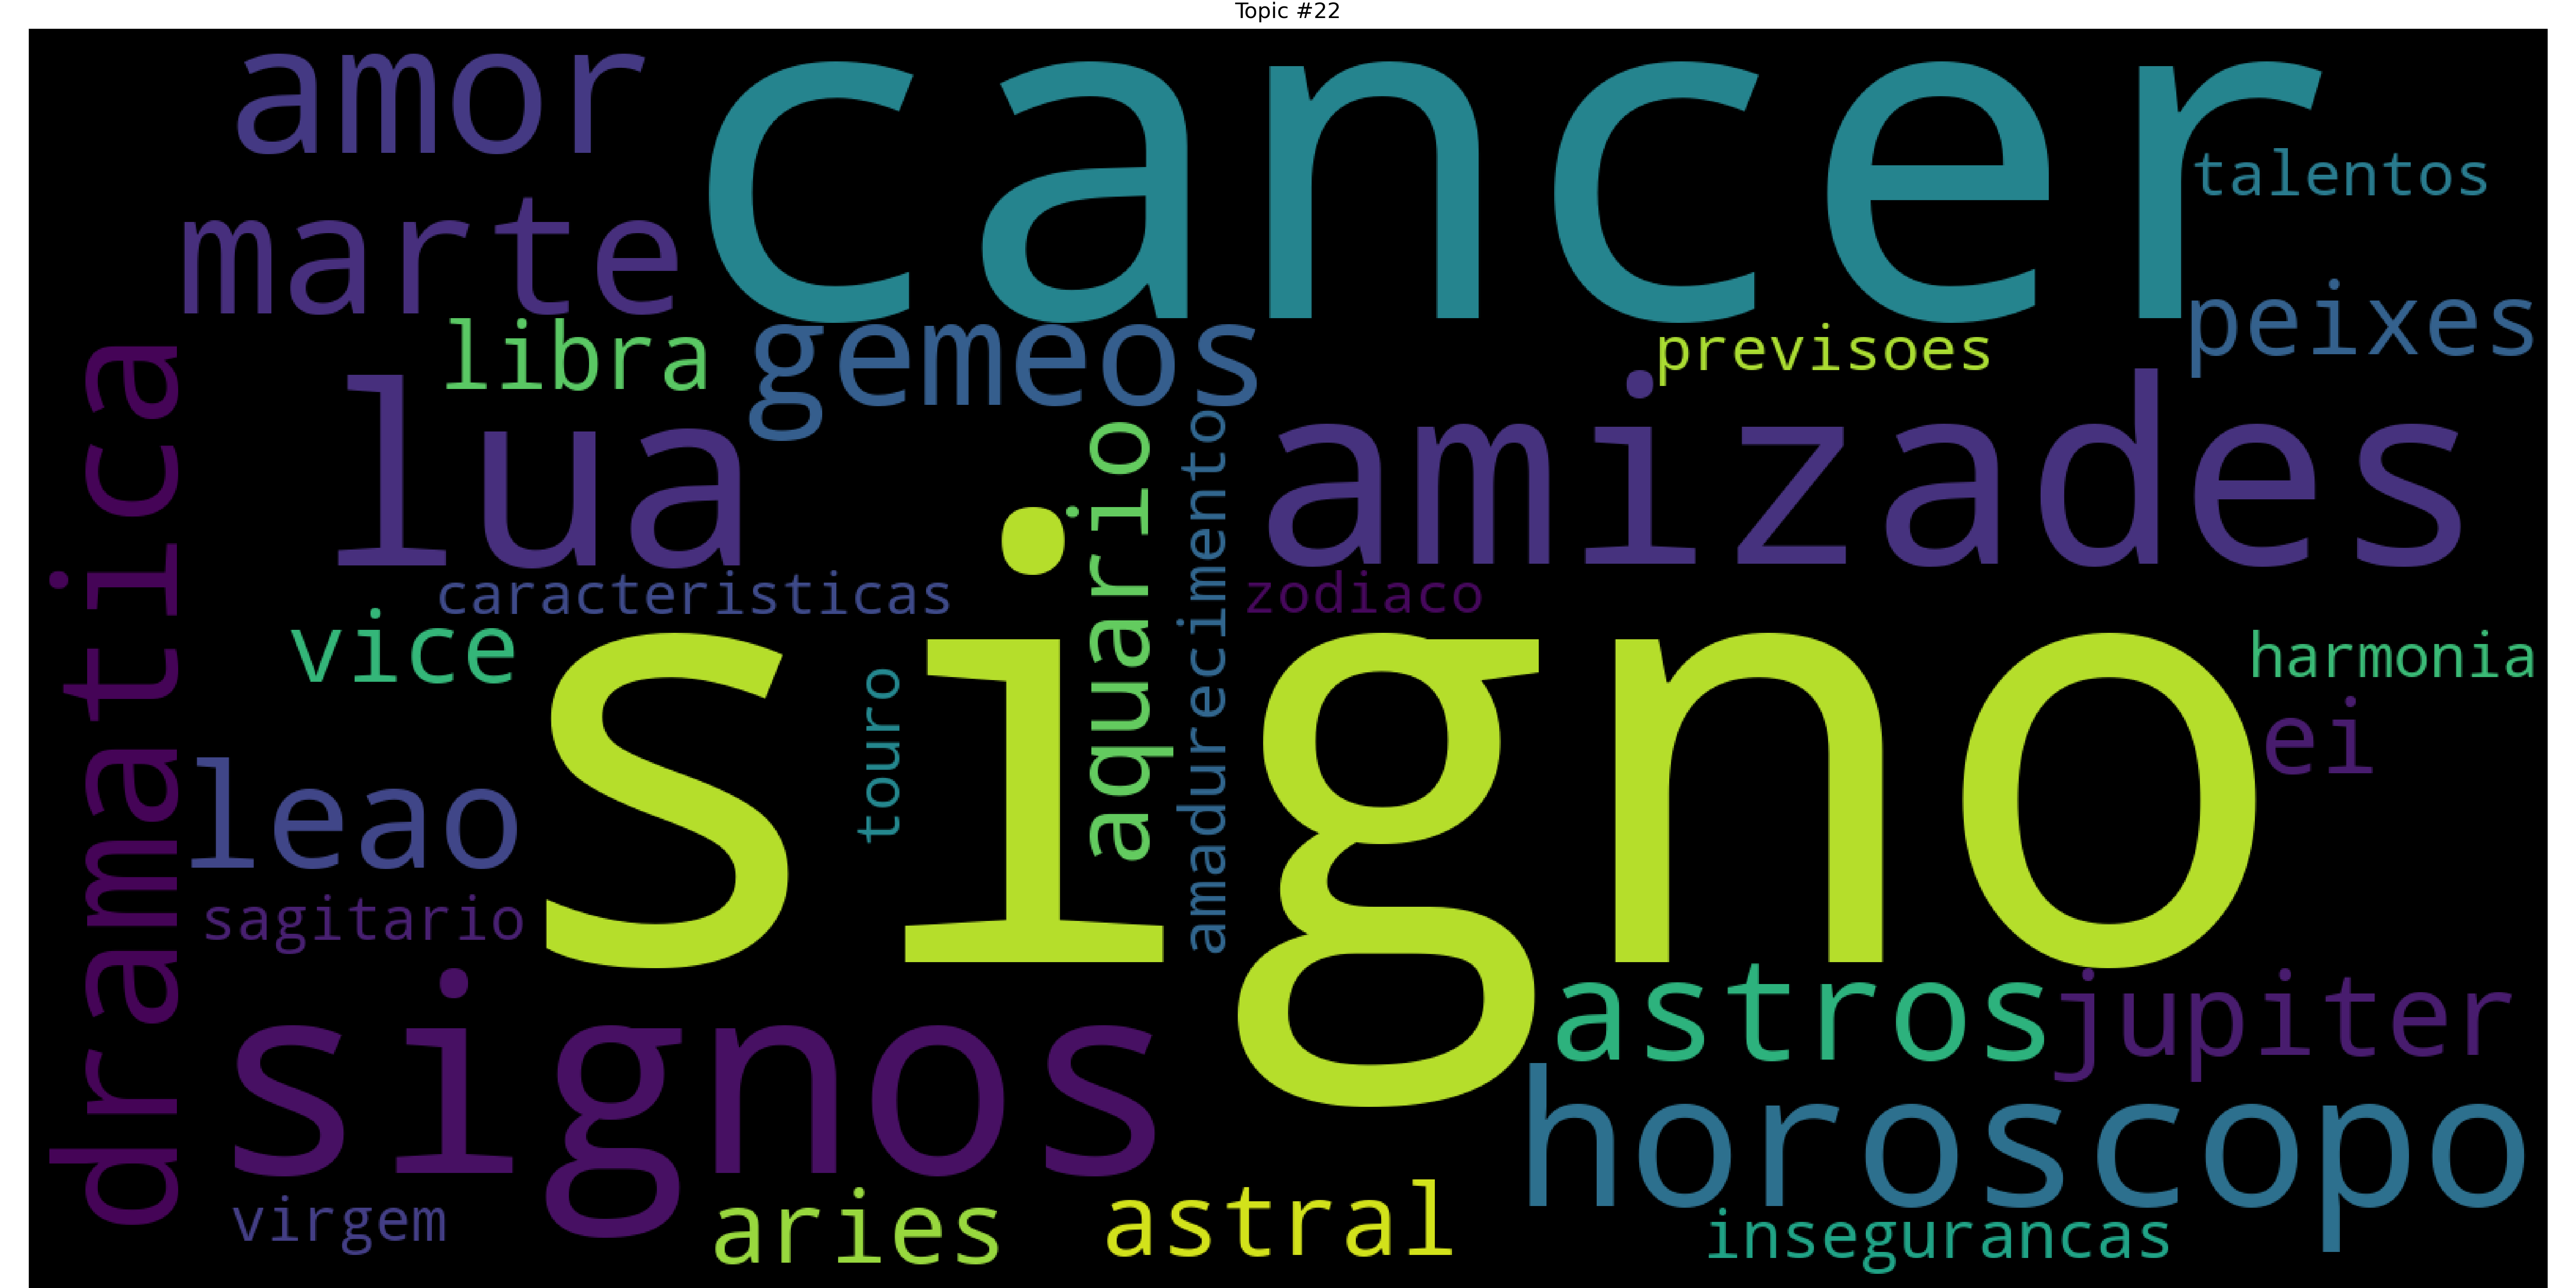 Topic #22
amor
cancer
talentos
marte
peixes
libra
gemeos
previsoes
lua
amizades
aquario
amadurecimento
dramatica
caracteristicas
zodiaco
vice
signo
touro
harmonia
ei
leao
sagitario
signos
astros
jupiter
horoscopo
virgem
aries
astral
insegurancas